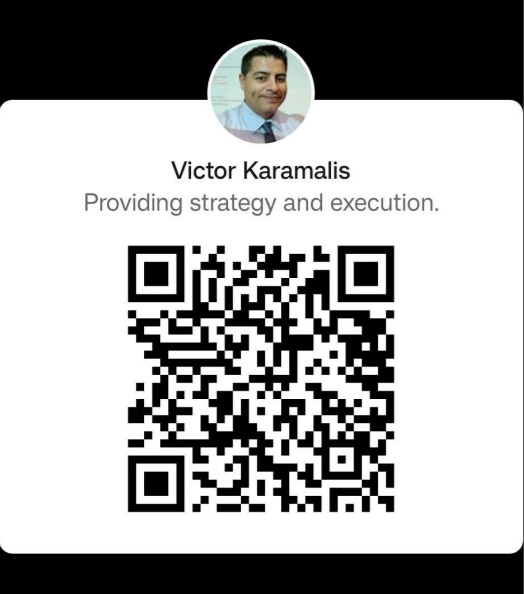 Victor Karamalis
Providing strategy and execution.